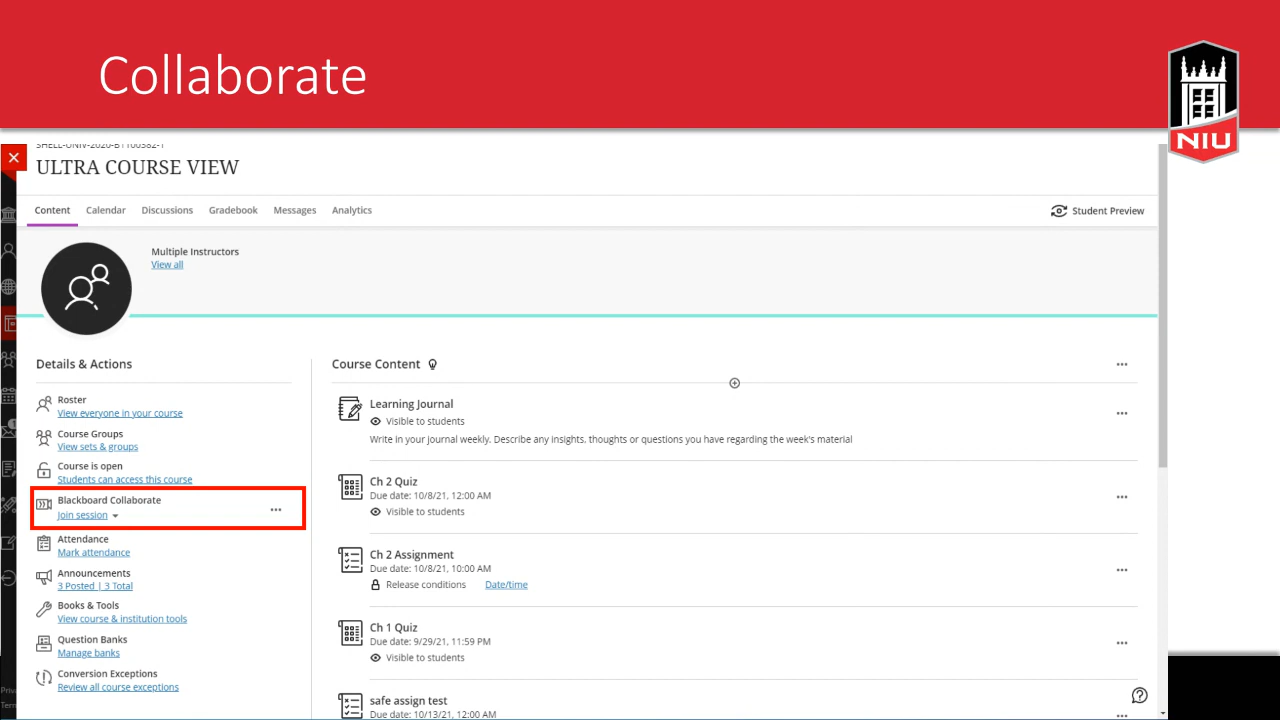 Collaborate
NIU
SHELL-UNIV-2020-B1100382-1
ULTRA COURSE VIEW
Content Calendar Discussions Gradebook Messages Analytics Student Preview
Multiple Instructors
View all
Details & Actions
Roster
View everyone in your course
Course Groups
View sets & groups
Course is open
Students can access this course
Blackboard Collaborate
Join session
Attendance
Mark attendance
Announcements
3 Posted | 3 Total
Books & Tools
View course & institution tools
Question Banks
Manage banks
Conversion Exceptions
Review all course exceptions
Course Content
Learning Journal
Visible to students
Write in your journal weekly. Describe any insights, thoughts or questions you have regarding the week's material
Ch 2 Quiz
Due date: 10/8/21, 12:00 AM
Visible to students
Ch 2 Assignment
Due date: 10/8/21, 10:00 AM
Release conditions Date/time
Ch 1 Quiz
Due date: 9/29/21, 11:59 PM
Visible to students
safe assign test
Due date: 10/13/21, 12:00 AM